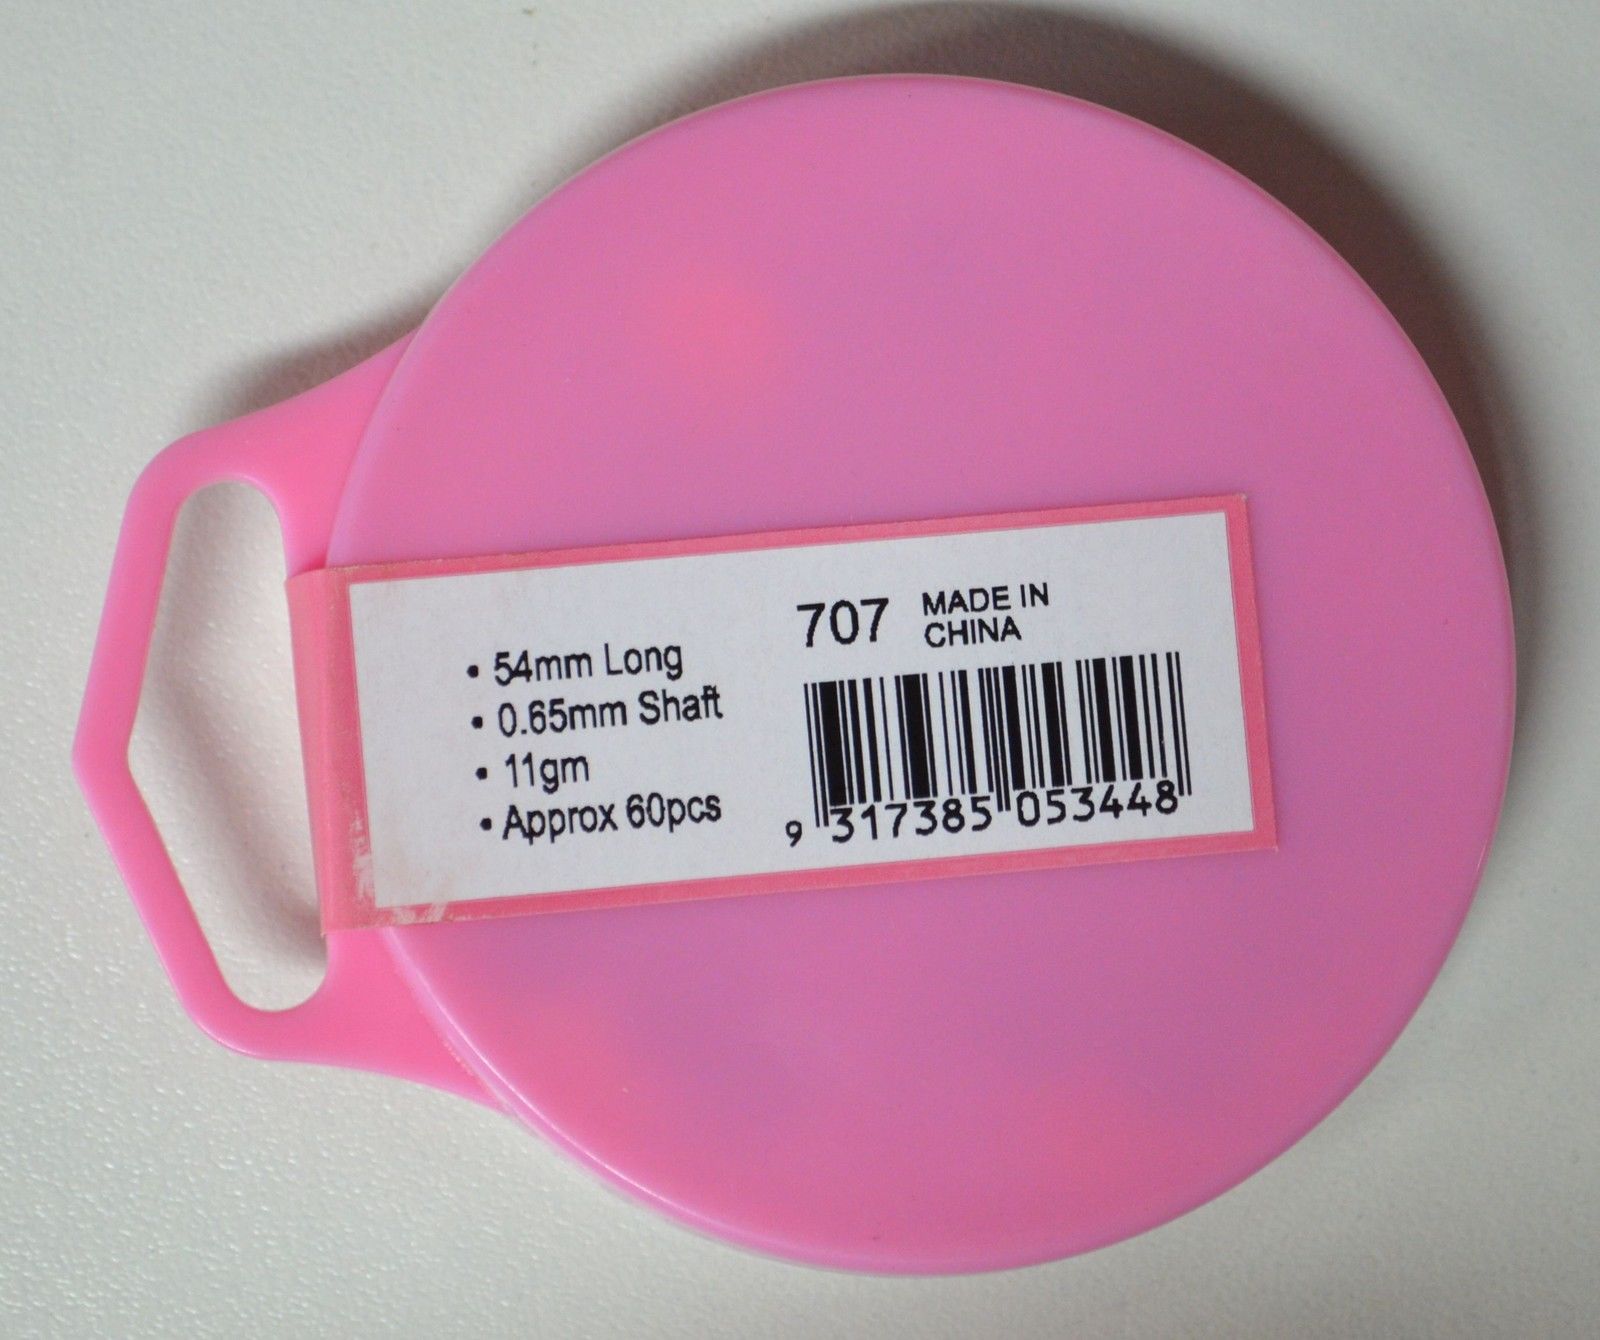 • 54mm Long
• 0.65mm Shaft
• 11gm
• Approx 60pcs
707
MADE IN
CHINA
9 317385 053448